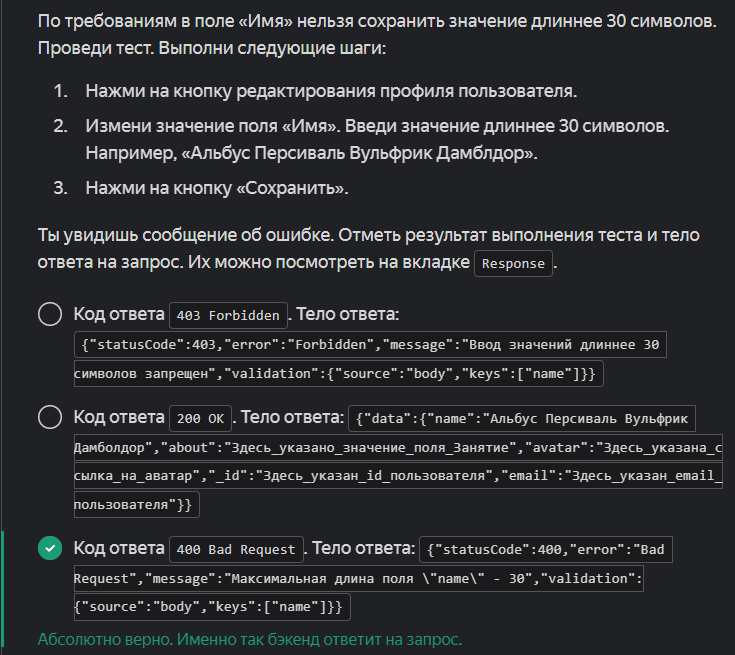 По требованиям в поле «Имя» нельзя сохранить значение длиннее 30 символов.
Проведи тест. Выполни следующие шаги:
1. Нажми на кнопку редактирования профиля пользователя.
2. Измени значение поля «Имя». Введи значение длиннее 30 символов.
Например, «Альбус Персиваль Вульфрик Дамблдор».
3. Нажми на кнопку «Сохранить».
Ты увидишь сообщение об ошибке. Отметь результат выполнения теста и тело
ответа на запрос. Их можно посмотреть на вкладке Response.
Код ответа 403 Forbidden. Тело ответа:
{"statusCode":403,"error":"Forbidden","message":"Ввод значений длиннее 30
символов запрещен","validation":{"source":"body","keys":["name"]}}
Код ответа 200 OK. Тело ответа: {"data":{"name":"Альбус Персиваль Вульфрик
Дамболдор","about":"Здесь_указано_значение_поля_Занятие","avatar":"Здесь_указана_с
сылка_на_аватар","_id":"Здесь_указан_id_пользователя","email":"Здесь_указан_email_
пользователя"}}
Код ответа 400 Bad Request. Тело ответа: {"statusCode":400,"error":"Bad
Request","message":"Максимальная длина поля \"name\" - 30","validation":
{"source":"body","keys":["name"]}}
Абсолютно верно. Именно так бэкенд ответит на запрос.